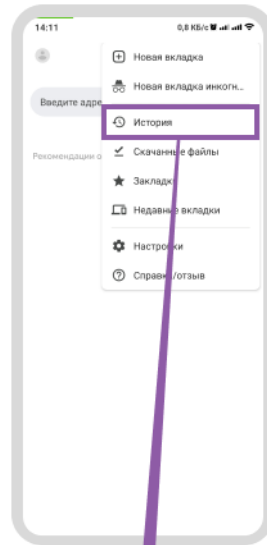 14:11
0,8 КБ/с
Новая вкладка
Новая вкладка инкогн...
Введите адре
История
Рекомендации о
Скачанные файлы
Закладки
Недавние вкладки
Настройки
Справка/отзыв